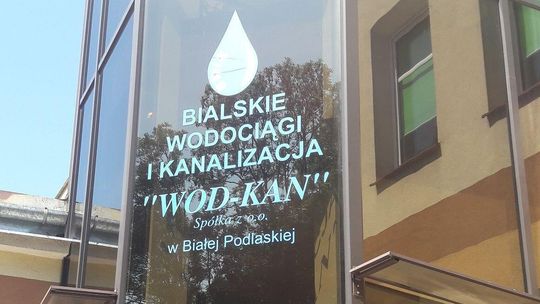 BIALSKIE
WODOCIĄGI
I KANALIZACJA
"WOD-KAN"
Spółka z o.o.
w Białej Podlaskiej